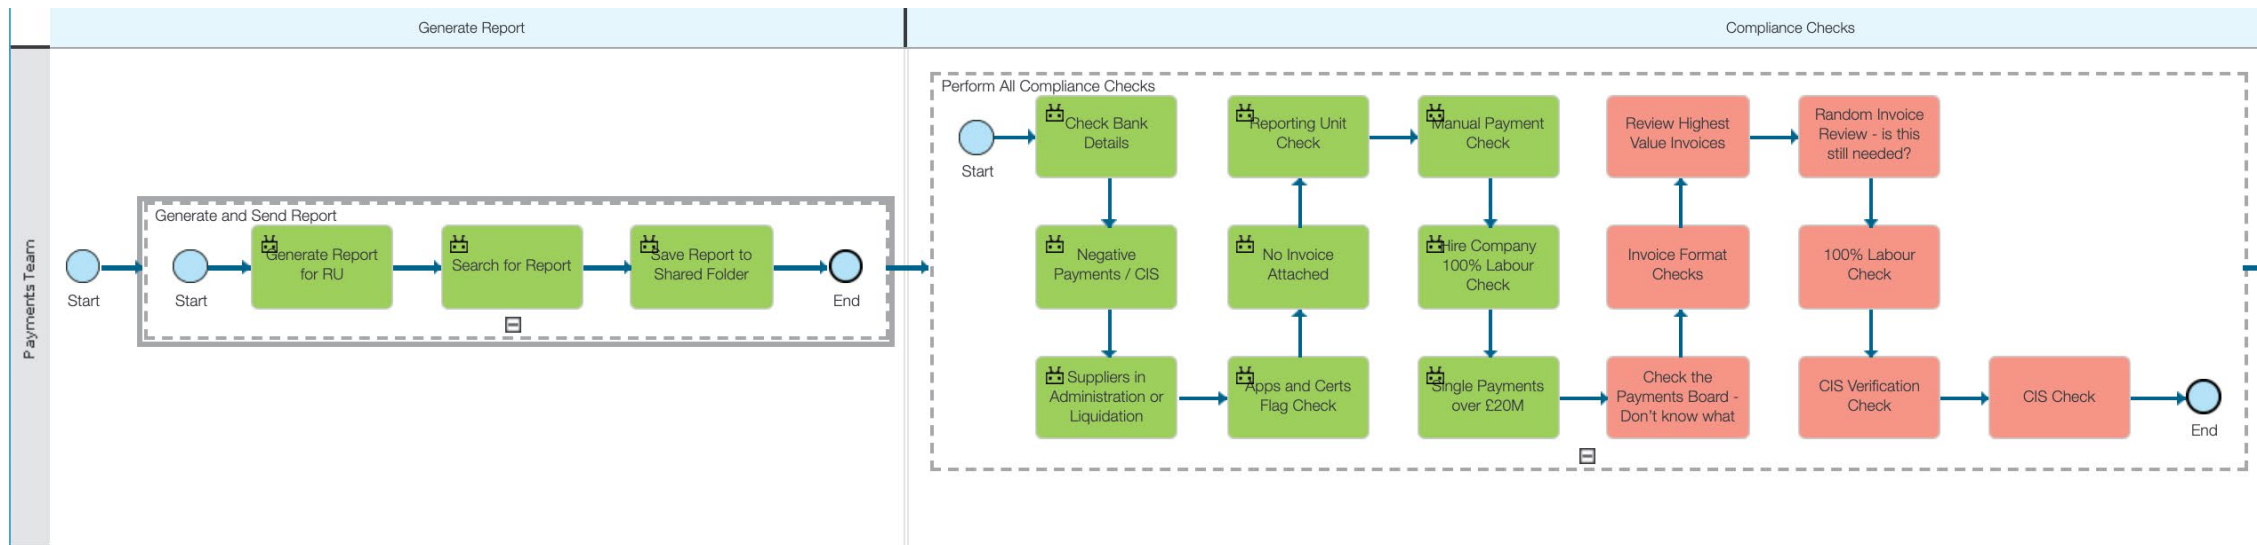 Generate Report
Compliance Checks
Payments Team
Start
Generate and Send Report
Start
Generate Report
for RU
Search for Report
Save Report to
Shared Folder
End
Perform All Compliance Checks
Start
Check Bank
Details
Negative
Payments / CIS
Suppliers in
Administration or
Liquidation
Apps and Certs
Flag Check
No Invoice
Attached
Reporting Unit
Check
Manual Payment
Check
Hire Company
100% Labour
Check
Single Payments
over £20M
Check the
Payments Board -
Don't know what
Invoice Format
Checks
Review Highest
Value Invoices
Random Invoice
Review - is this
still needed?
100% Labour
Check
CIS Verification
Check
CIS Check
End